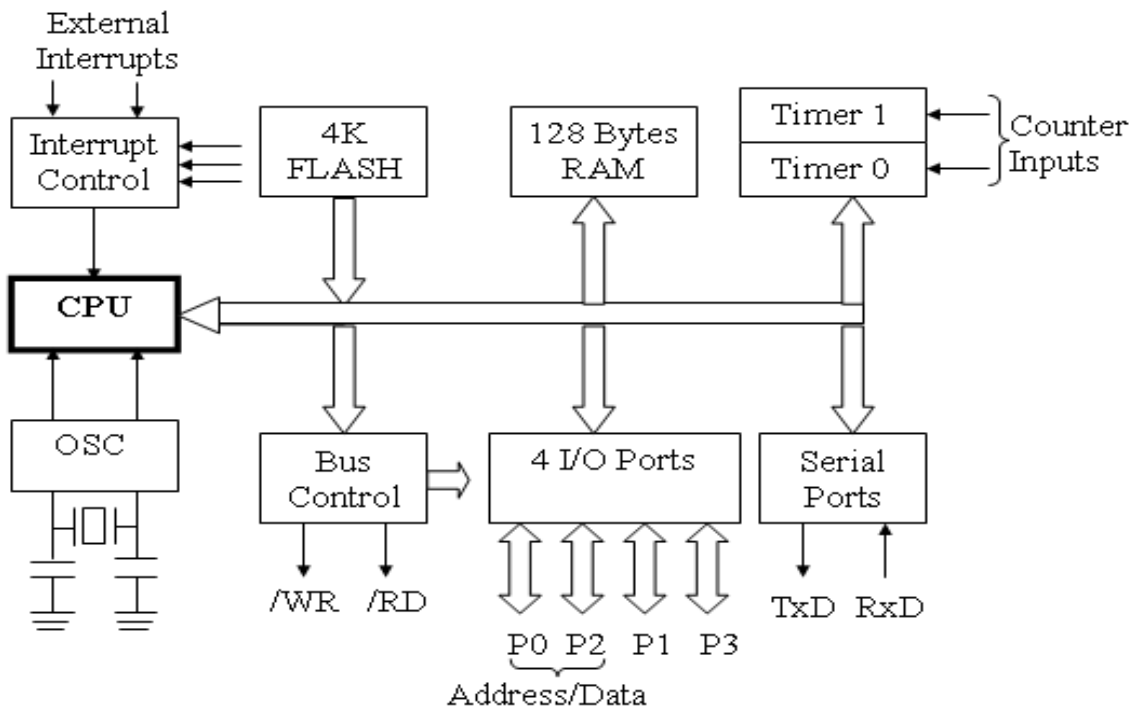 External
Interrupts
Interrupt
Control
4K
FLASH
128 Bytes
RAM
Timer 1
Timer 0
Counter
Inputs
CPU
OSC
Bus
Control
4 I/O Ports
Serial
Ports
/WR /RD
TxD RxD
P0 P2 P1 P3
Address/Data